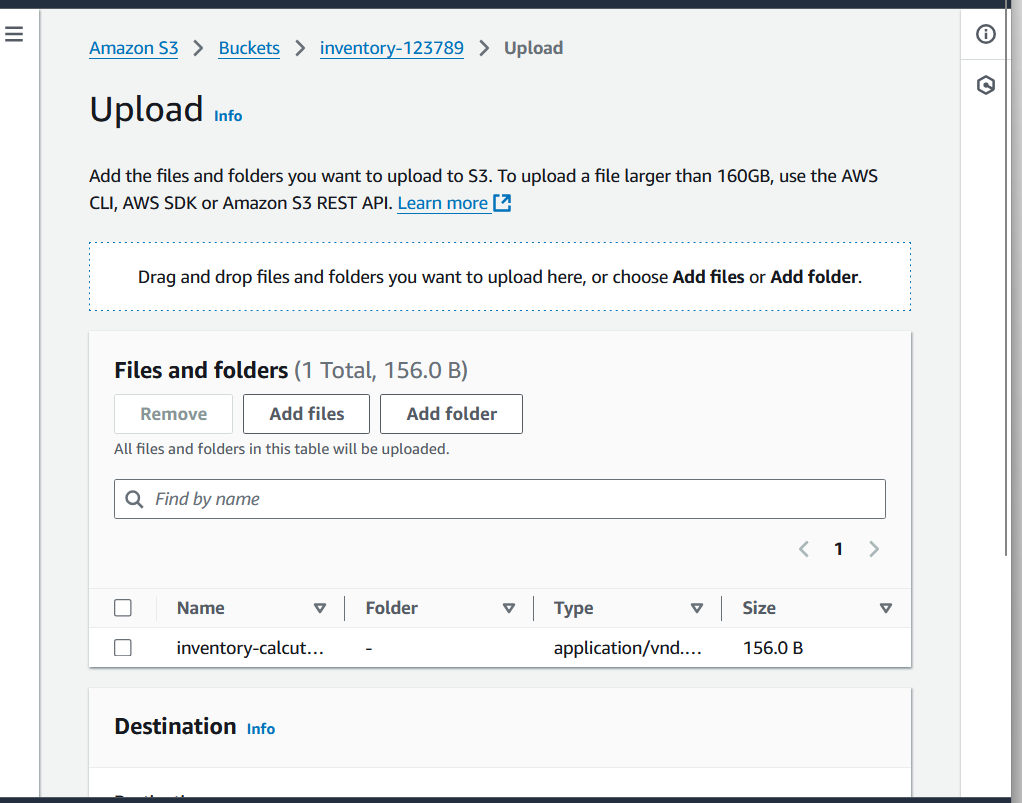 Amazon S3 > Buckets > inventory-123789 > Upload
Upload Info
Add the files and folders you want to upload to S3. To upload a file larger than 160GB, use the AWS
CLI, AWS SDK or Amazon S3 REST API. Learn more
Drag and drop files and folders you want to upload here, or choose Add files or Add folder.
Files and folders (1 Total, 156.0 B)
Remove Add files Add folder
All files and folders in this table will be uploaded.
Find by name
1
Name Folder Type Size
inventory-calcut... - application/vnd.... 156.0 B
Destination Info